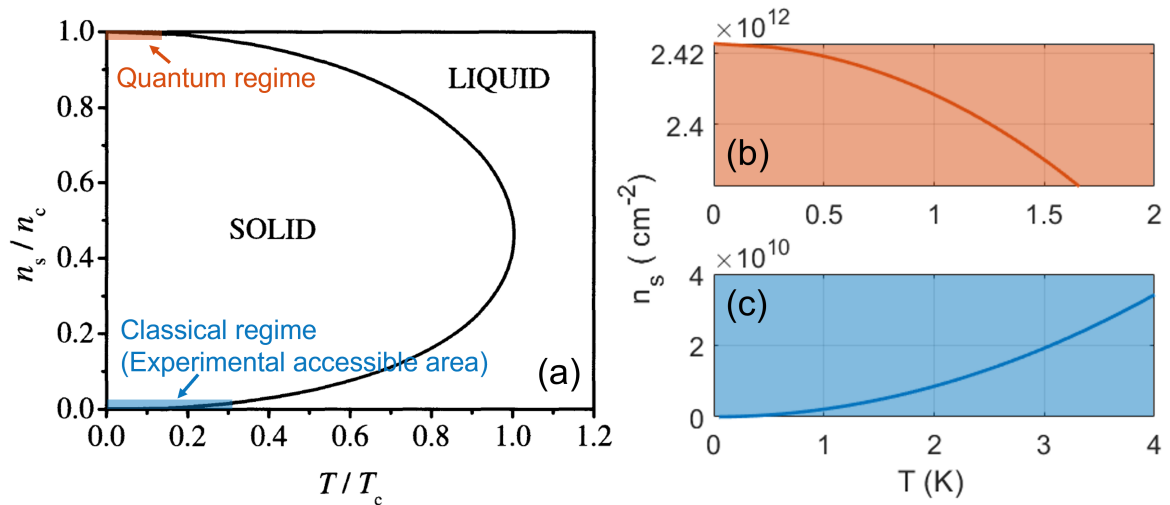 1.0
0.8
0.6
0.4
0.2
0.0
0.0 0.2 0.4 0.6 0.8 1.0 1.2
n_s / n_c
T / T_c
Quantum regime
LIQUID
SOLID
Classical regime
(Experimental accessible area)
(a)
×10^12
2.42
2.4
(b)
0 0.5 1 1.5 2
n_s ( cm^-2)
×10^10
4
2
0
(c)
0 1 2 3 4
T (K)